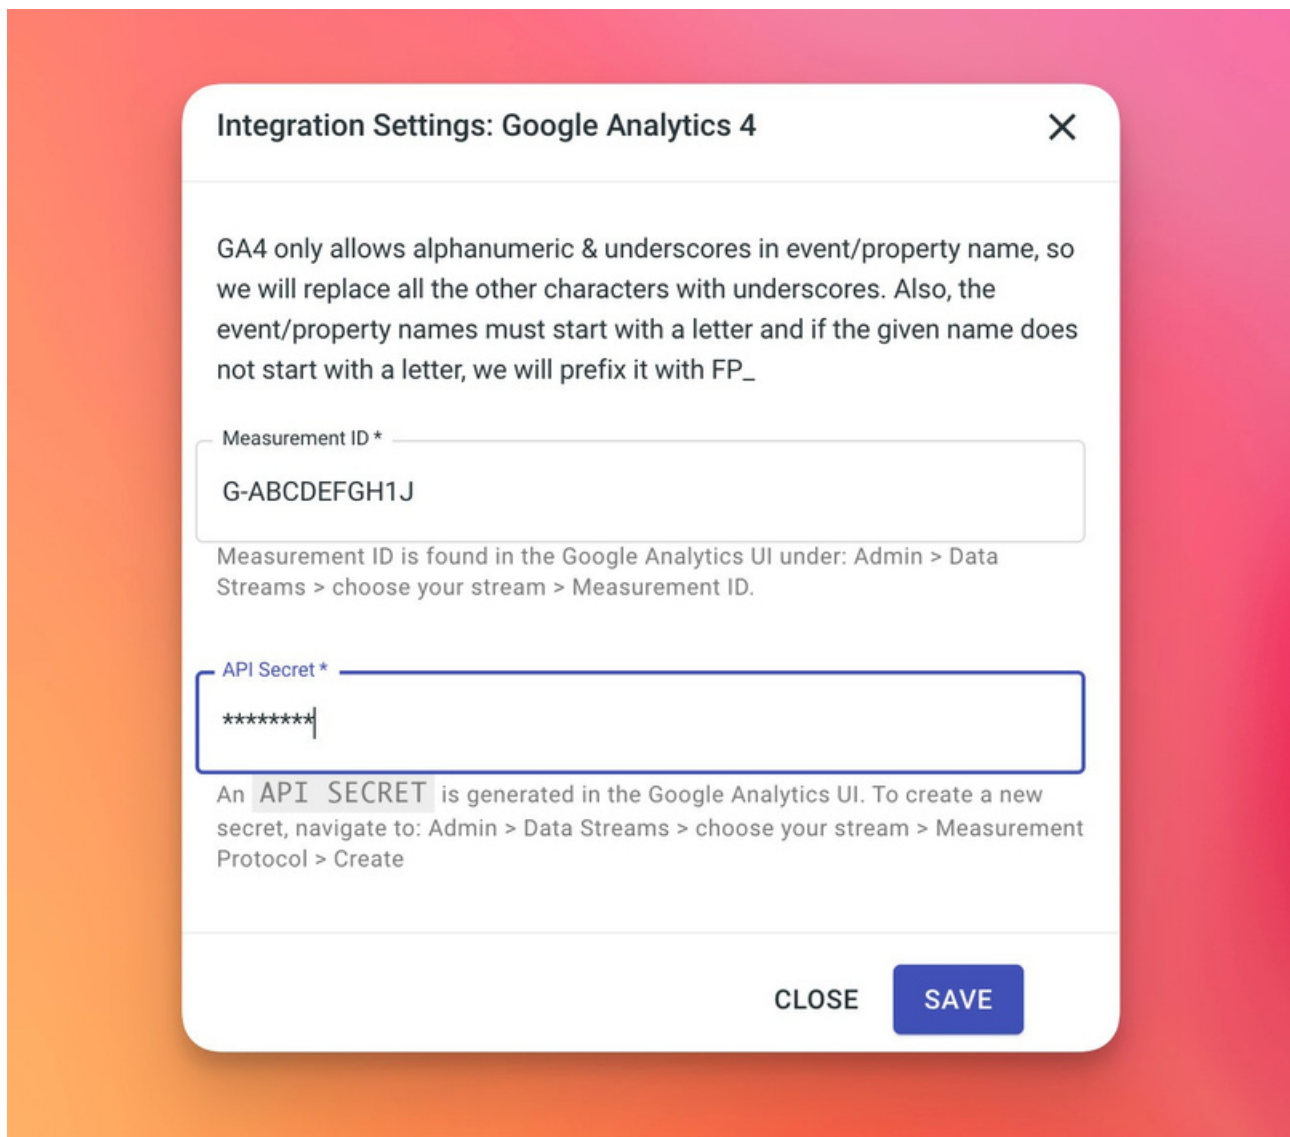 Integration Settings: Google Analytics 4
GA4 only allows alphanumeric & underscores in event/property name, so
we will replace all the other characters with underscores. Also, the
event/property names must start with a letter and if the given name does
not start with a letter, we will prefix it with FP_
Measurement ID *
G-ABCDEFGH1J
Measurement ID is found in the Google Analytics UI under: Admin > Data
Streams > choose your stream > Measurement ID.
API Secret *
********
An API SECRET is generated in the Google Analytics UI. To create a new
secret, navigate to: Admin > Data Streams > choose your stream > Measurement
Protocol > Create
CLOSE SAVE